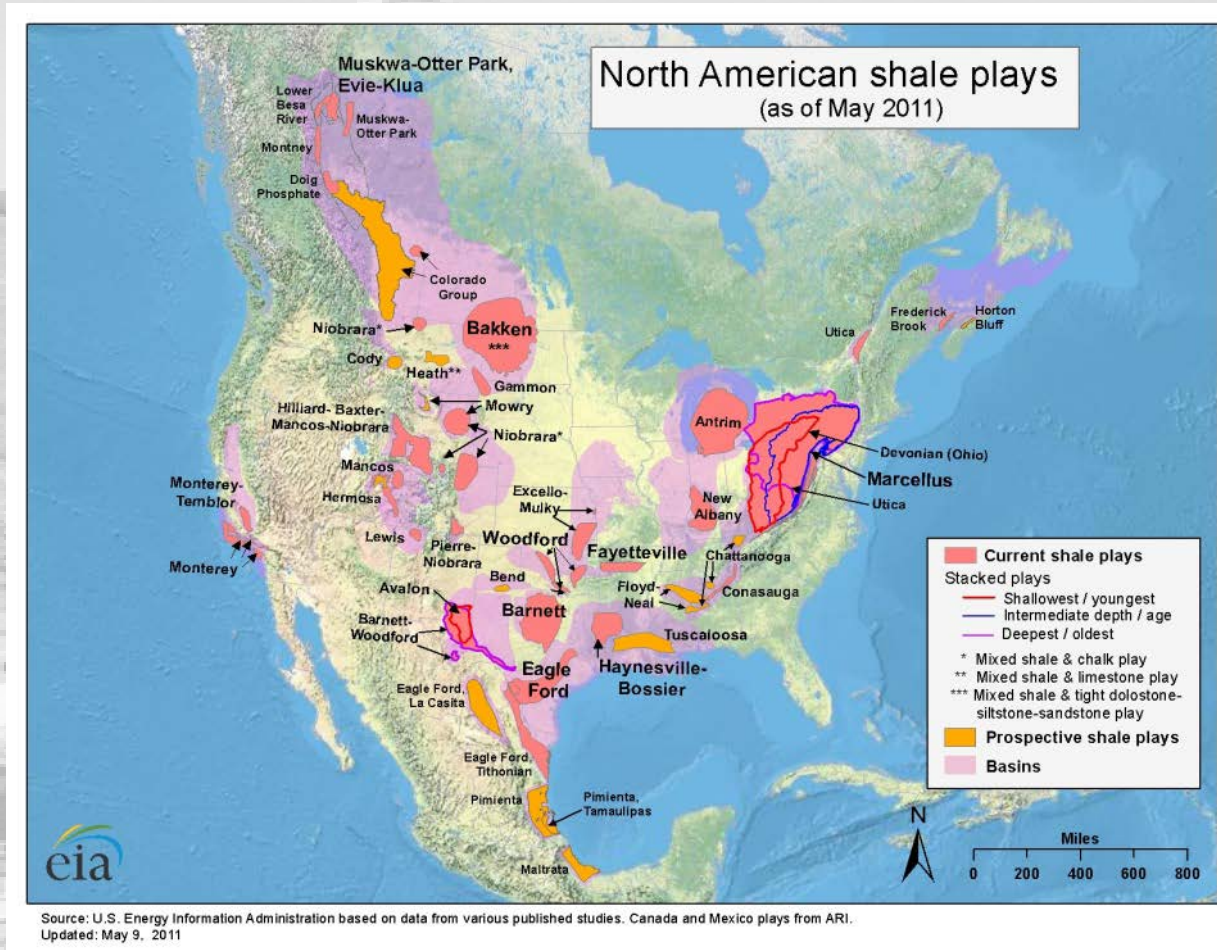 North American shale plays
(as of May 2011)
Muskwa-Otter Park,
Evie-Klua
Lower
Besa
River
Muskwa-
Otter Park
Montney
Doig
Phosphate
Colorado
Group
Niobrara*
Bakken
***
Cody
Heath**
Gammon
Mowry
Hilliard- Baxter-
Mancos-Niobrara
Niobrara*
Mancos
Hermosa
Monterey-
Temblor
Monterey
Lewis
Pierre-
Niobrara
Excello-
Mulky
Woodford
Fayetteville
Bend
Avalon
Barnett
Barnett-
Woodford
Eagle
Ford
Haynesville-
Bossier
Tuscaloosa
Floyd-
Neal
Conasauga
Chattanooga
New
Albany
Antrim
Devonian (Ohio)
Marcellus
Utica
Utica
Frederick
Brook
Horton
Bluff
Eagle Ford,
La Casita
Eagle Ford,
Tithonian
Pimienta
Pimienta,
Tamaulipas
Maltrata
Current shale plays
Stacked plays
Shallowest / youngest
Intermediate depth / age
Deepest / oldest
* Mixed shale & chalk play
** Mixed shale & limestone play
*** Mixed shale & tight dolostone-
siltstone-sandstone play
Prospective shale plays
Basins
N
Miles
0 200 400 600 800
eia
Source: U.S. Energy Information Administration based on data from various published studies. Canada and Mexico plays from ARI.
Updated: May 9, 2011